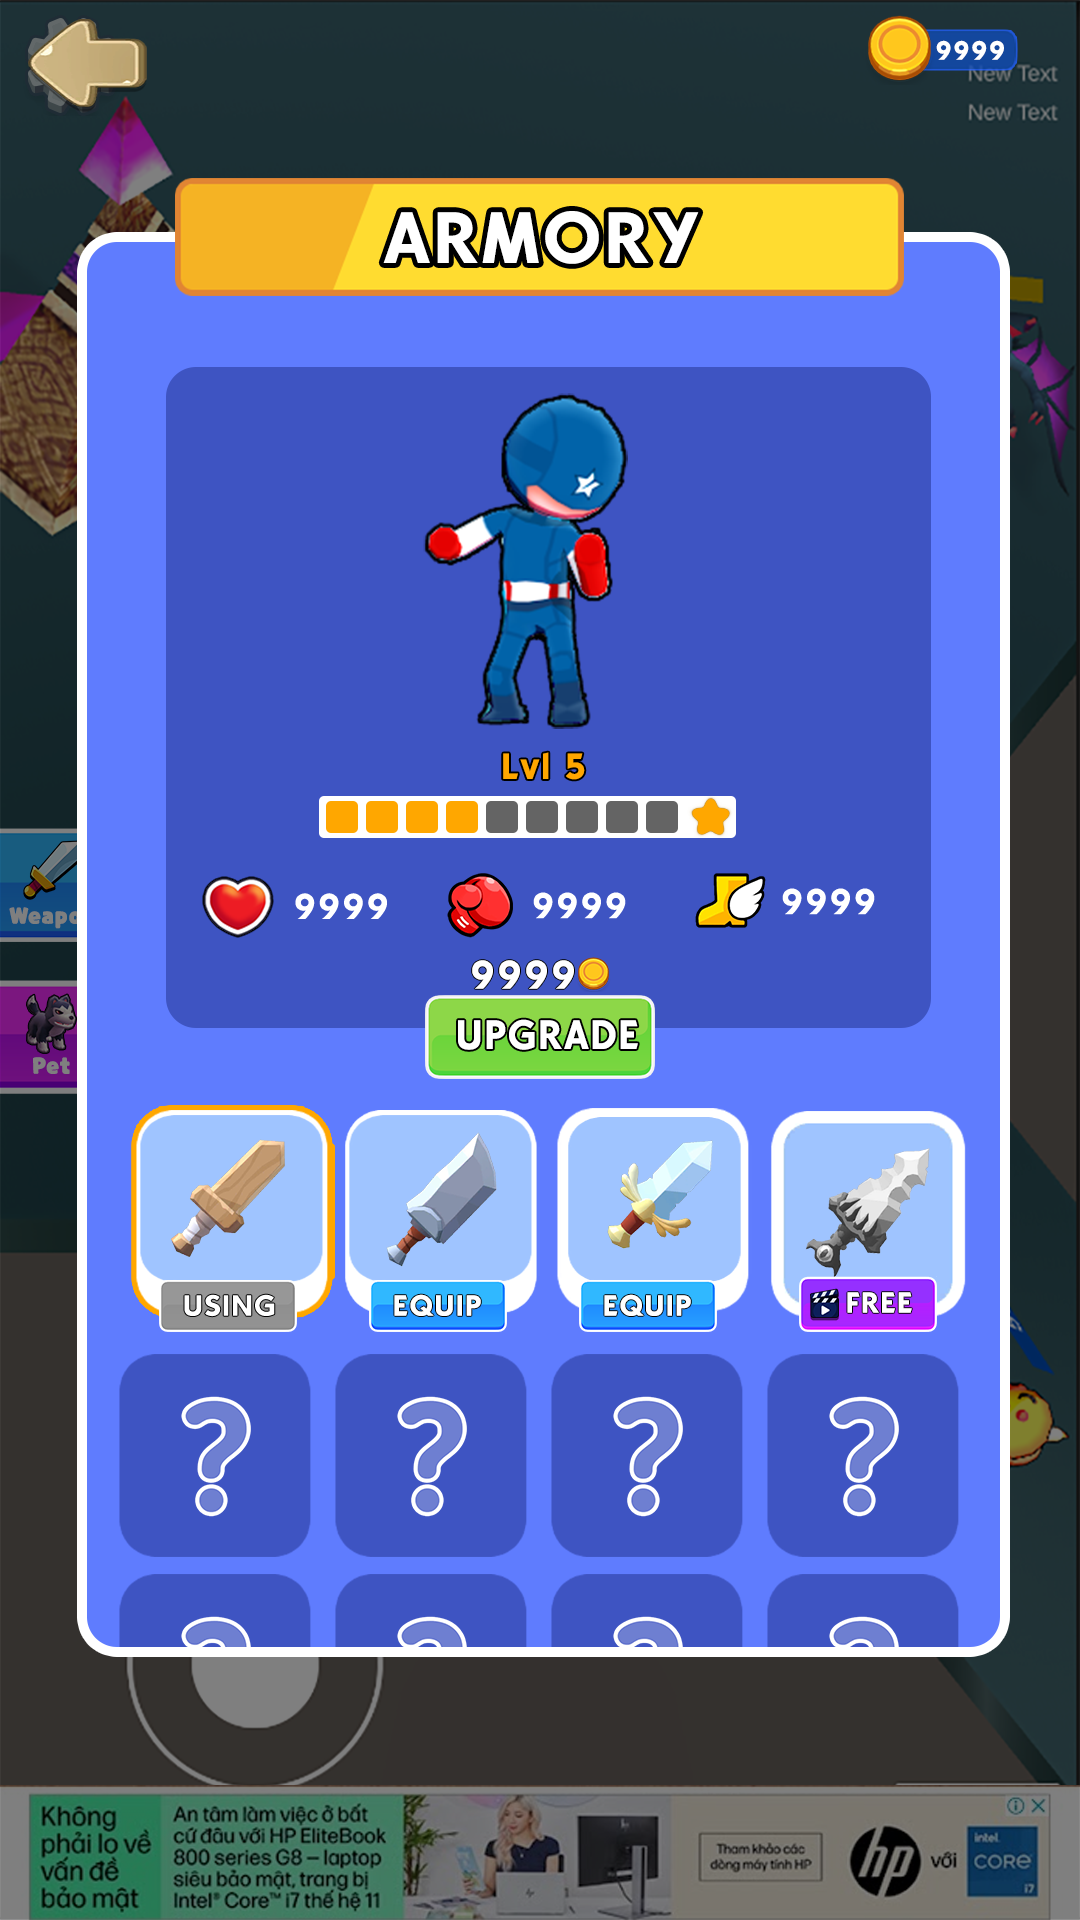 9999
New Text
New Text
ARMORY
Lvl 5
9999
9999
9999
9999
UPGRADE
Weapo
Pet
USING
EQUIP
EQUIP
FREE
?
?
?
?
Không
phải lo về
vấn đề
bảo mật
An tâm làm việc ở bất
cứ đâu với HP EliteBook
800 series G8 – laptop
siêu bảo mật, trang bị
Intel® Core™ i7 thế hệ 11
Tham khảo các
dòng máy tính HP
hp
với
intel.
CORE
i7